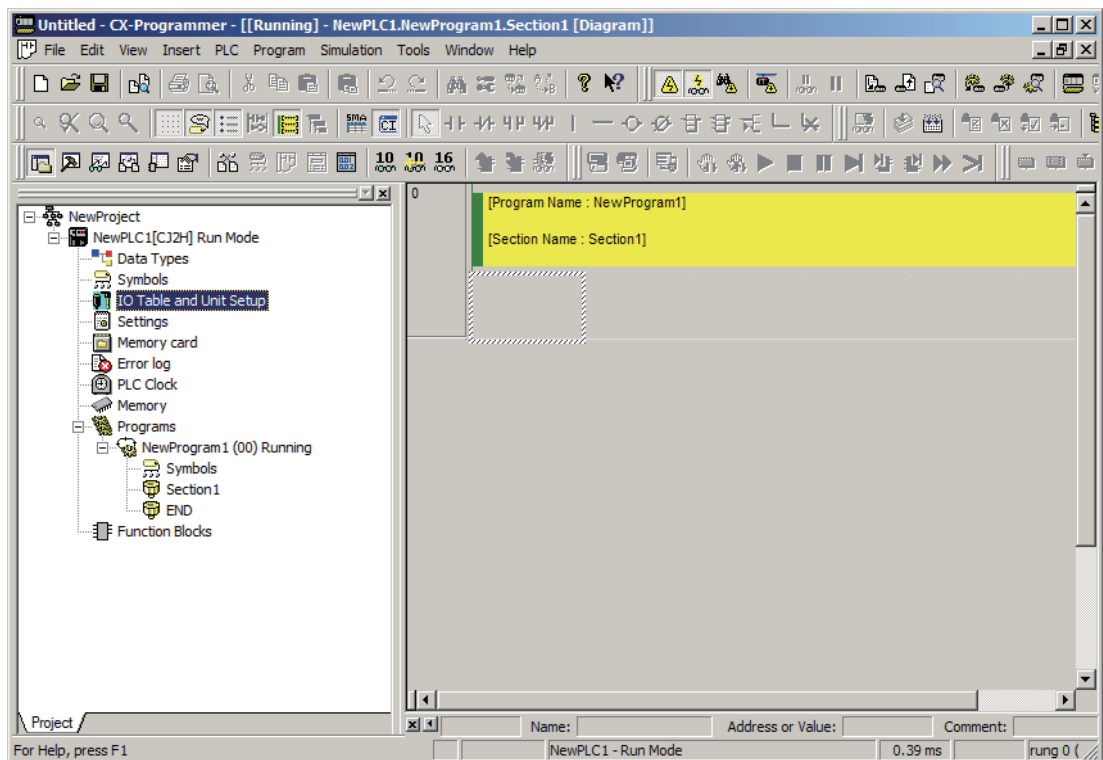 Untitled - CX-Programmer - [[Running] - NewPLC1.NewProgram1.Section1 [Diagram]]
File Edit View Insert PLC Program Simulation Tools Window Help
SMA
CI
10 10 16
0
[Program Name : NewProgram1]
[Section Name : Section1]
NewProject
NewPLC1[CJ2H] Run Mode
Data Types
Symbols
IO Table and Unit Setup
Settings
Memory card
Error log
PLC Clock
Memory
Programs
NewProgram1 (00) Running
Symbols
Section1
END
Function Blocks
Project
Name: Address or Value: Comment:
For Help, press F1 NewPLC1 - Run Mode 0.39 ms rung 0 (